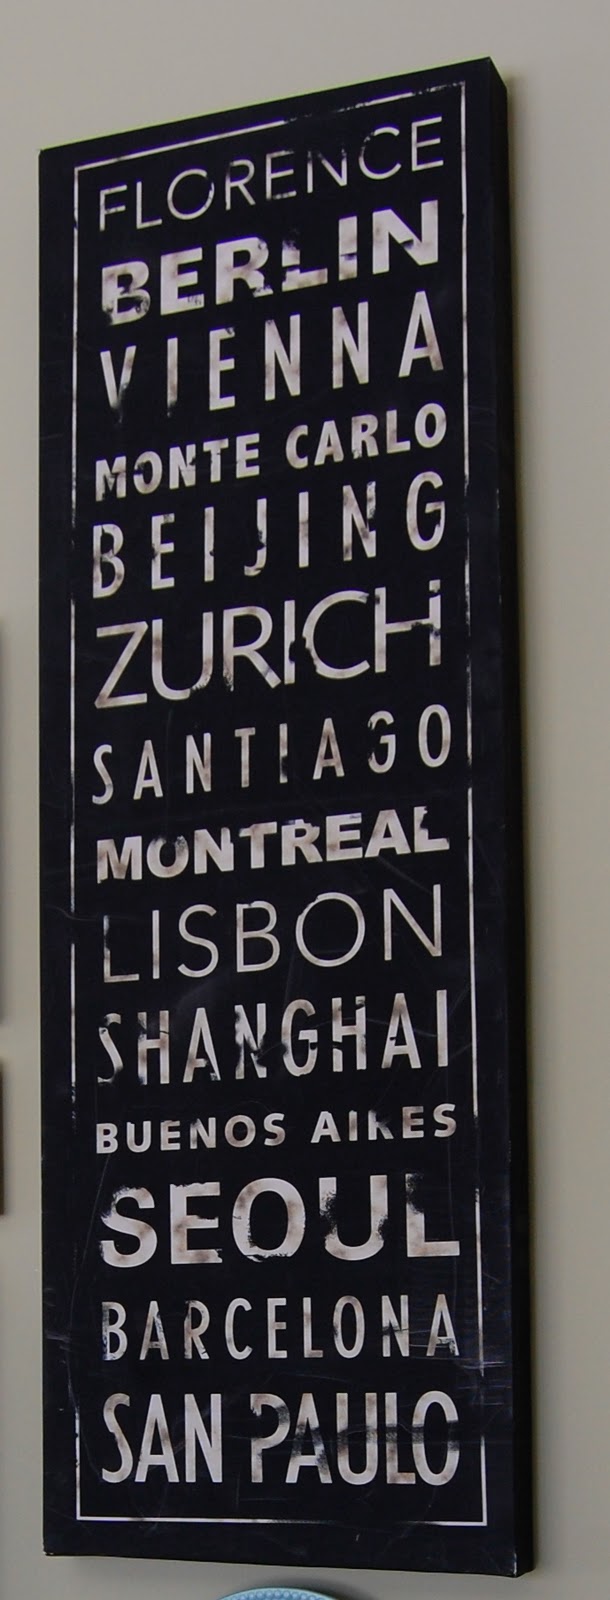 FLORENCE
BERLIN
VIENNA
MONTE CARLO
BEIJING
ZURICH
SANTIAGO
MONTREAL
LISBON
SHANGHAI
BUENOS AIRES
SEOUL
BARCELONA
SAN PAULO